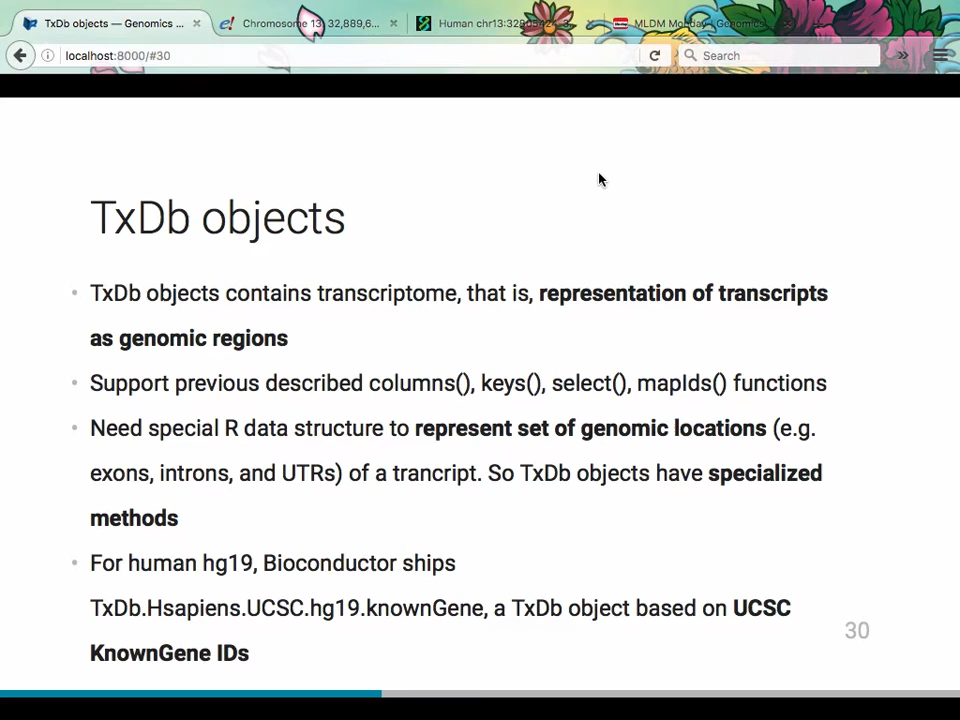 TxDb objects — Genomics ...
Chromosome 13: 32,889,6...
Human chr13:32
MLDM Monday
Genomics
localhost:8000/#30
Search
TxDb objects
• TxDb objects contains transcriptome, that is, representation of transcripts
as genomic regions
• Support previous described columns(), keys(), select(), mapIds() functions
• Need special R data structure to represent set of genomic locations (e.g.
exons, introns, and UTRs) of a trancript. So TxDb objects have specialized
methods
• For human hg19, Bioconductor ships
TxDb.Hsapiens.UCSC.hg19.knownGene, a TxDb object based on UCSC
KnownGene IDs
30